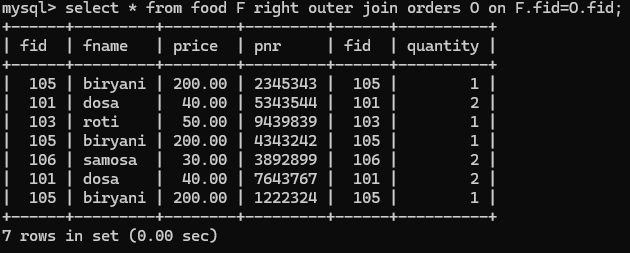 mysql> select * from food F right outer join orders O on F.fid=O.fid;
+------+---------+--------+---------+------+----------+
| fid  | fname   | price  | pnr     | fid  | quantity |
+------+---------+--------+---------+------+----------+
|  105 | biryani | 200.00 | 2345343 |  105 |        1 |
|  101 | dosa    |  40.00 | 5343544 |  101 |        2 |
|  103 | roti    |  50.00 | 9439839 |  103 |        1 |
|  105 | biryani | 200.00 | 4343242 |  105 |        1 |
|  106 | samosa  |  30.00 | 3892899 |  106 |        2 |
|  101 | dosa    |  40.00 | 7643767 |  101 |        2 |
|  105 | biryani | 200.00 | 1222324 |  105 |        1 |
+------+---------+--------+---------+------+----------+
7 rows in set (0.00 sec)